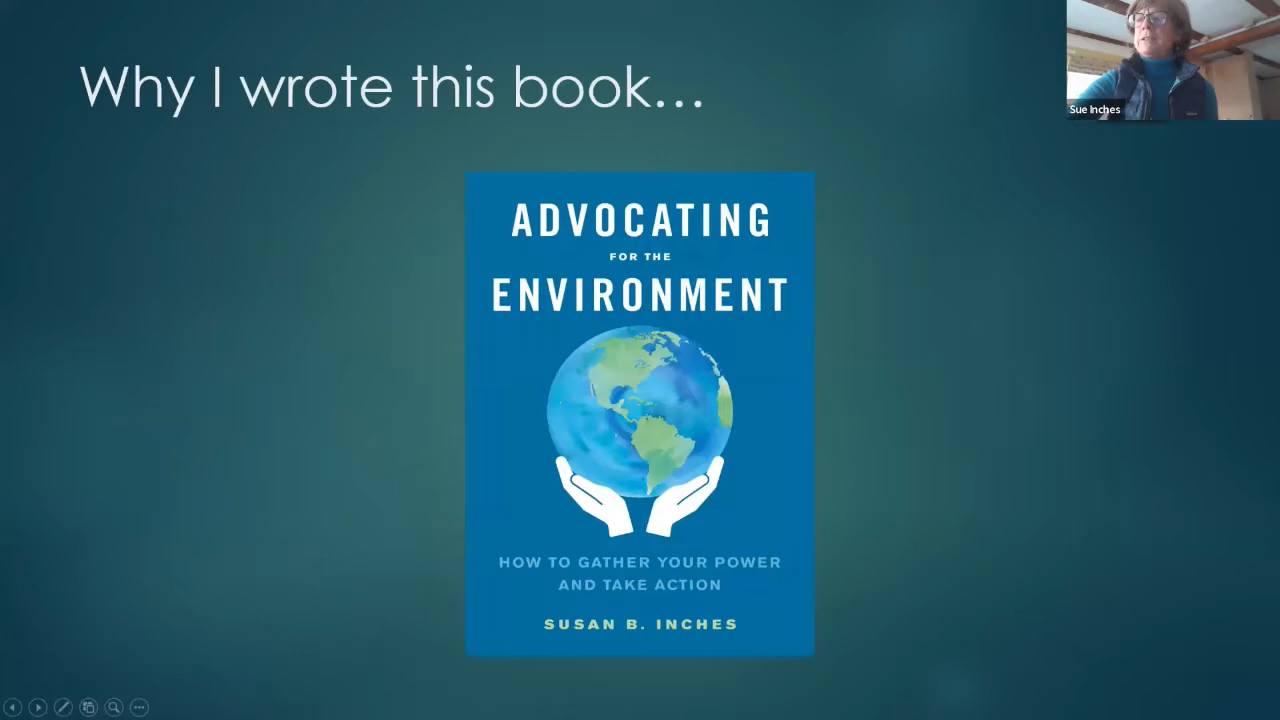 Why I wrote this book...
Sue Inches
ADVOCATING
FOR THE
ENVIRONMENT
HOW TO GATHER YOUR POWER
AND TAKE ACTION
SUSAN B. INCHES